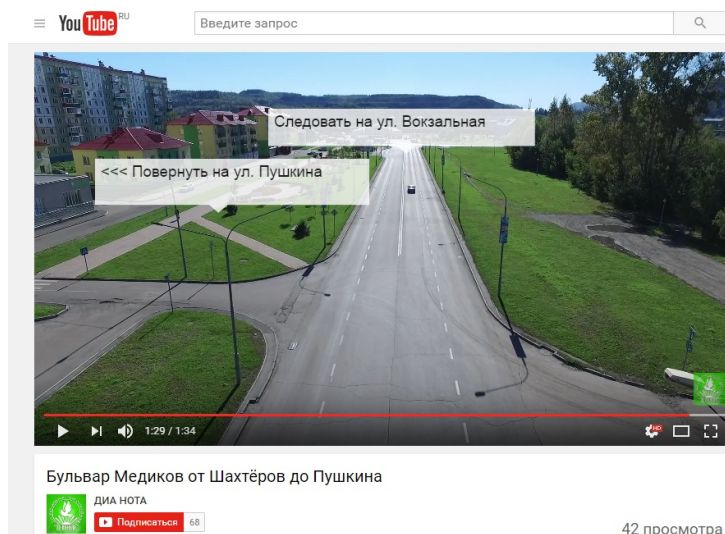 YouTube RU
Введите запрос
Следовать на ул. Вокзальная
<<< Повернуть на ул. Пушкина
1:29 / 1:34
HD
Бульвар Медиков от Шахтёров до Пушкина
ДИА НОТА
Подписаться 68
42 просмотра